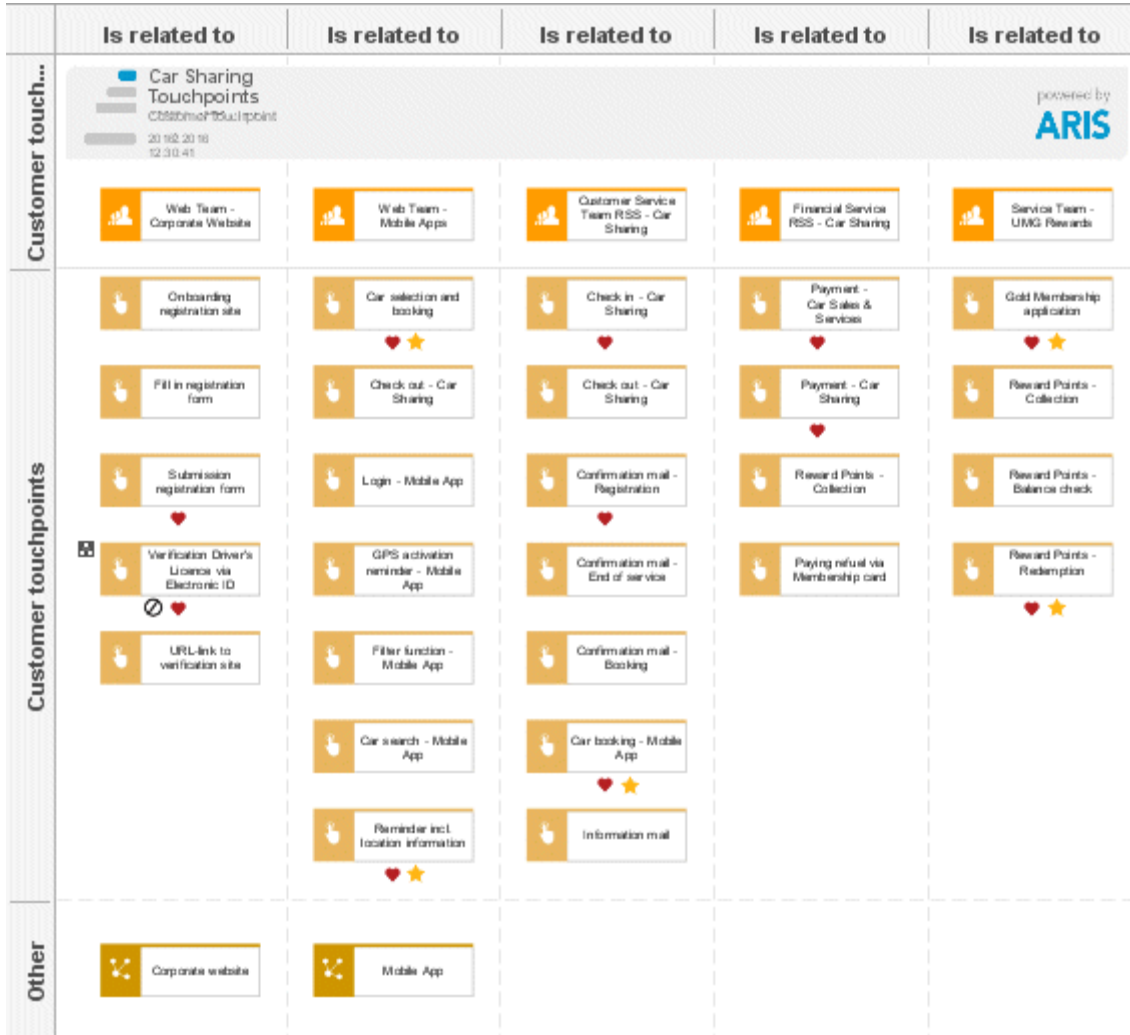 Is related to
Is related to
Is related to
Is related to
Is related to
Customer touch...
Car Sharing
Touchpoints
Customer Touchpoint
12:30:41
powered by
ARIS
Web Team -
Corporate Website
Web Team -
Mobile Apps
Customer Service
Team RSS - Car
Sharing
Financial Service
RSS - Car Sharing
Service Team -
UMG Rewards
Customer touchpoints
Onboarding
registration site
Car selection and
booking
Check in - Car
Sharing
Payment -
Car Sales &
Services
Gold Membership
application
Fill in registration
form
Check out - Car
Sharing
Check out - Car
Sharing
Payment - Car
Sharing
Reward Points -
Collection
Submission
registration form
Login - Mobile App
Confirmation mail -
Registration
Reward Points -
Collection
Reward Points -
Balance check
Verification Driver's
Licence via
Electronic ID
GPS activation
reminder - Mobile
App
Confirmation mail -
End of service
Paying refuel via
Membership card
Reward Points -
Redemption
URL-link to
verification site
Filter function -
Mobile App
Confirmation mail -
Booking
Car search - Mobile
App
Car booking - Mobile
App
Reminder incl.
location information
Information mail
Other
Corporate website
Mobile App